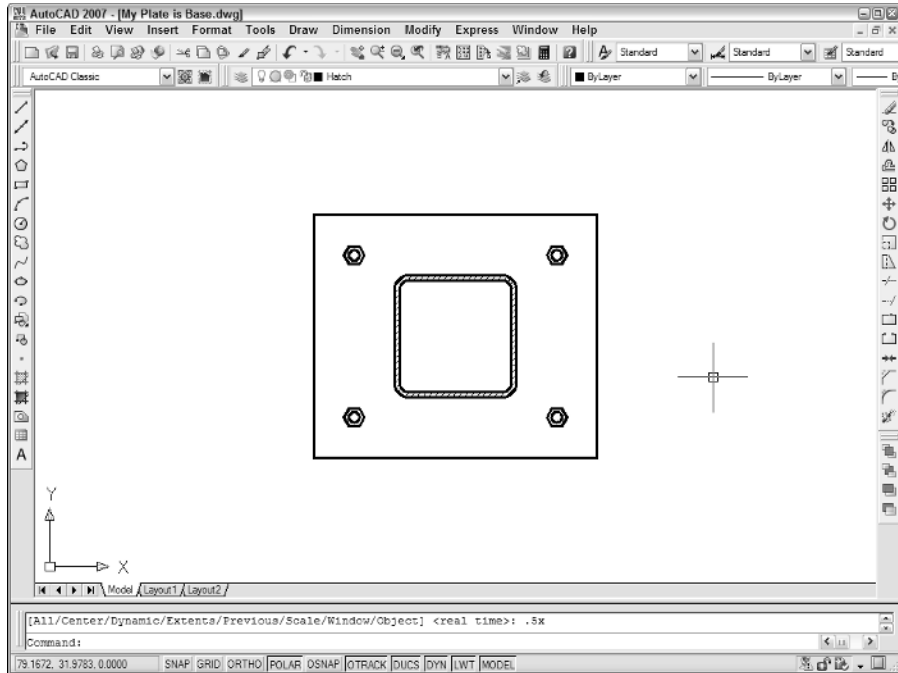 AutoCAD 2007 - [My Plate is Base.dwg]
File Edit View Insert Format Tools Draw Dimension Modify Express Window Help
Standard Standard Standard
AutoCAD Classic Hatch ByLayer ByLayer B
A
Y
X
Model Layout1 Layout2
[All/Center/Dynamic/Extents/Previous/Scale/Window/Object] <real time>: .5x
Command:
79.1672, 31.9783, 0.0000 SNAP GRID ORTHO POLAR OSNAP OTRACK DUCS DYN LWT MODEL